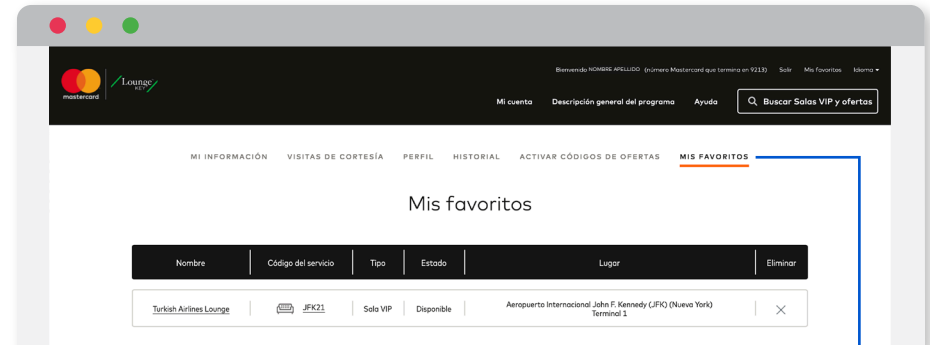 Bienvenido NOMBRE APELLIDO (número Mastercard que termina en 9213) Salir Mis favoritos Idioma
mastercard
Lounge
KEY
Mi cuenta Descripción general del programa Ayuda Buscar Salas VIP y ofertas
MI INFORMACIÓN VISITAS DE CORTESÍA PERFIL HISTORIAL ACTIVAR CÓDIGOS DE OFERTAS MIS FAVORITOS
Mis favoritos
Nombre Código del servicio Tipo Estado Lugar Eliminar
Turkish Airlines Lounge JFK21 Sala VIP Disponible Aeropuerto Internacional John F. Kennedy (JFK) (Nueva York)
Terminal 1